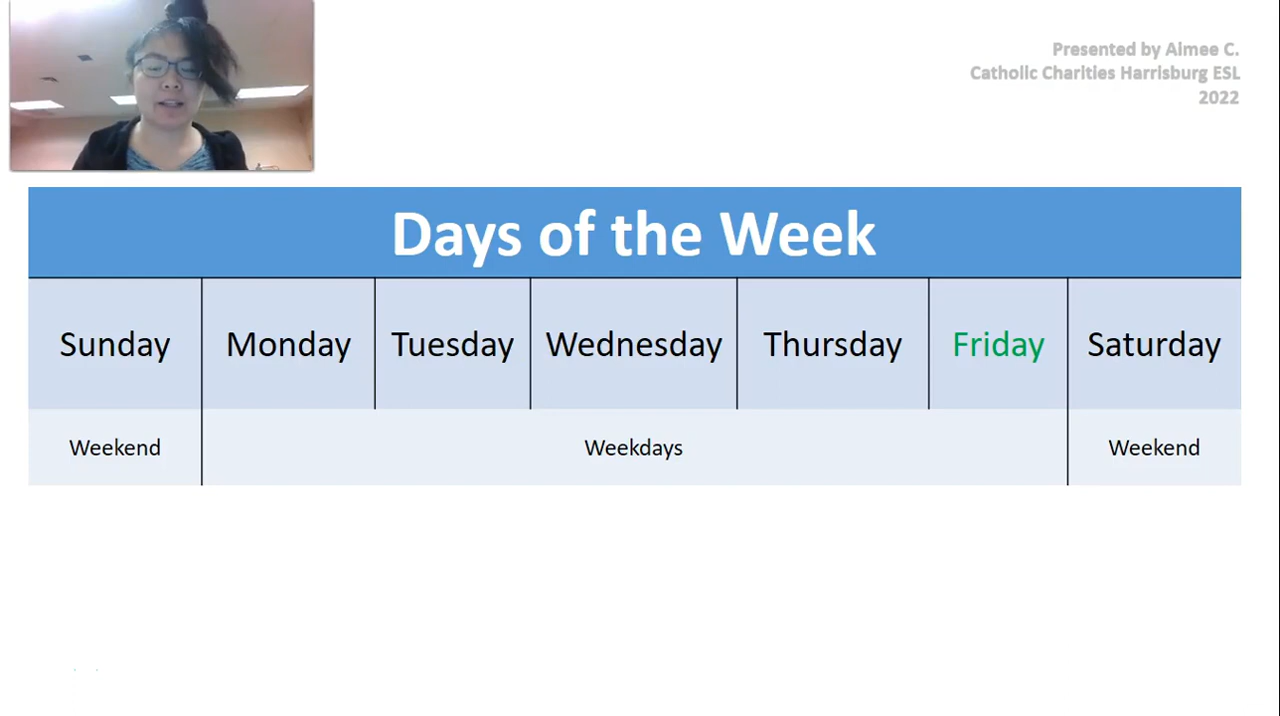 Presented by Aimee C.
Catholic Charities Harrisburg ESL
2022
Days of the Week
Sunday Monday Tuesday Wednesday Thursday Friday Saturday
Weekend Weekdays Weekend